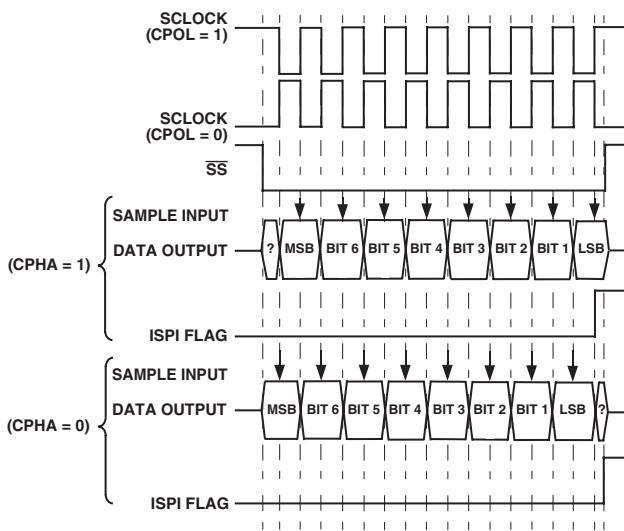 SCLOCK
(CPOL = 1)
SCLOCK
(CPOL = 0)
SS
(CPHA = 1)
SAMPLE INPUT
DATA OUTPUT
? MSB BIT 6 BIT 5 BIT 4 BIT 3 BIT 2 BIT 1 LSB
ISPI FLAG
(CPHA = 0)
SAMPLE INPUT
DATA OUTPUT
MSB BIT 6 BIT 5 BIT 4 BIT 3 BIT 2 BIT 1 LSB ?
ISPI FLAG